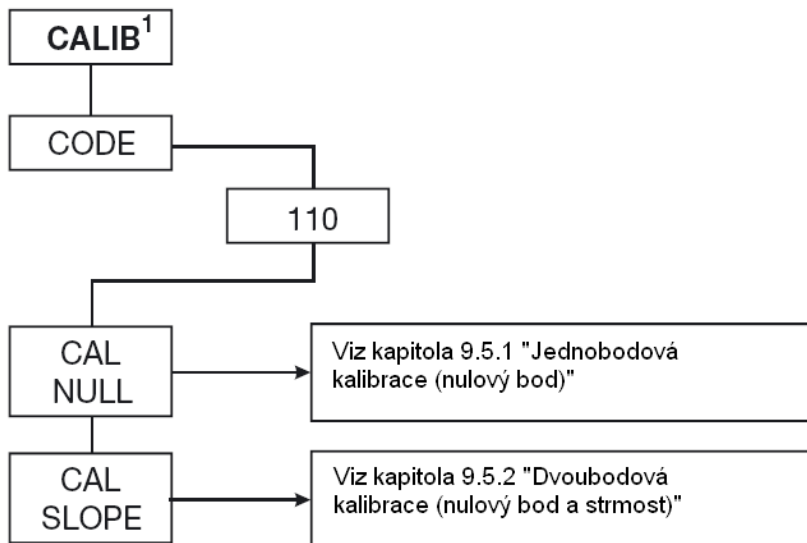 CALIB¹
CODE
110
CAL
NULL
Viz kapitola 9.5.1 "Jednobodová
kalibrace (nulový bod)"
CAL
SLOPE
Viz kapitola 9.5.2 "Dvoubodová
kalibrace (nulový bod a strmost)"